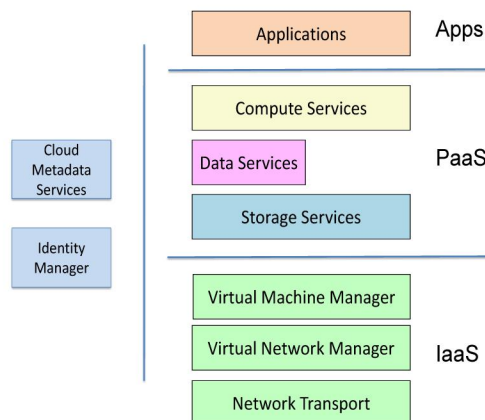 Applications
Apps
Compute Services
Cloud
Metadata
Services
Data Services
PaaS
Storage Services
Identity
Manager
Virtual Machine Manager
Virtual Network Manager
IaaS
Network Transport